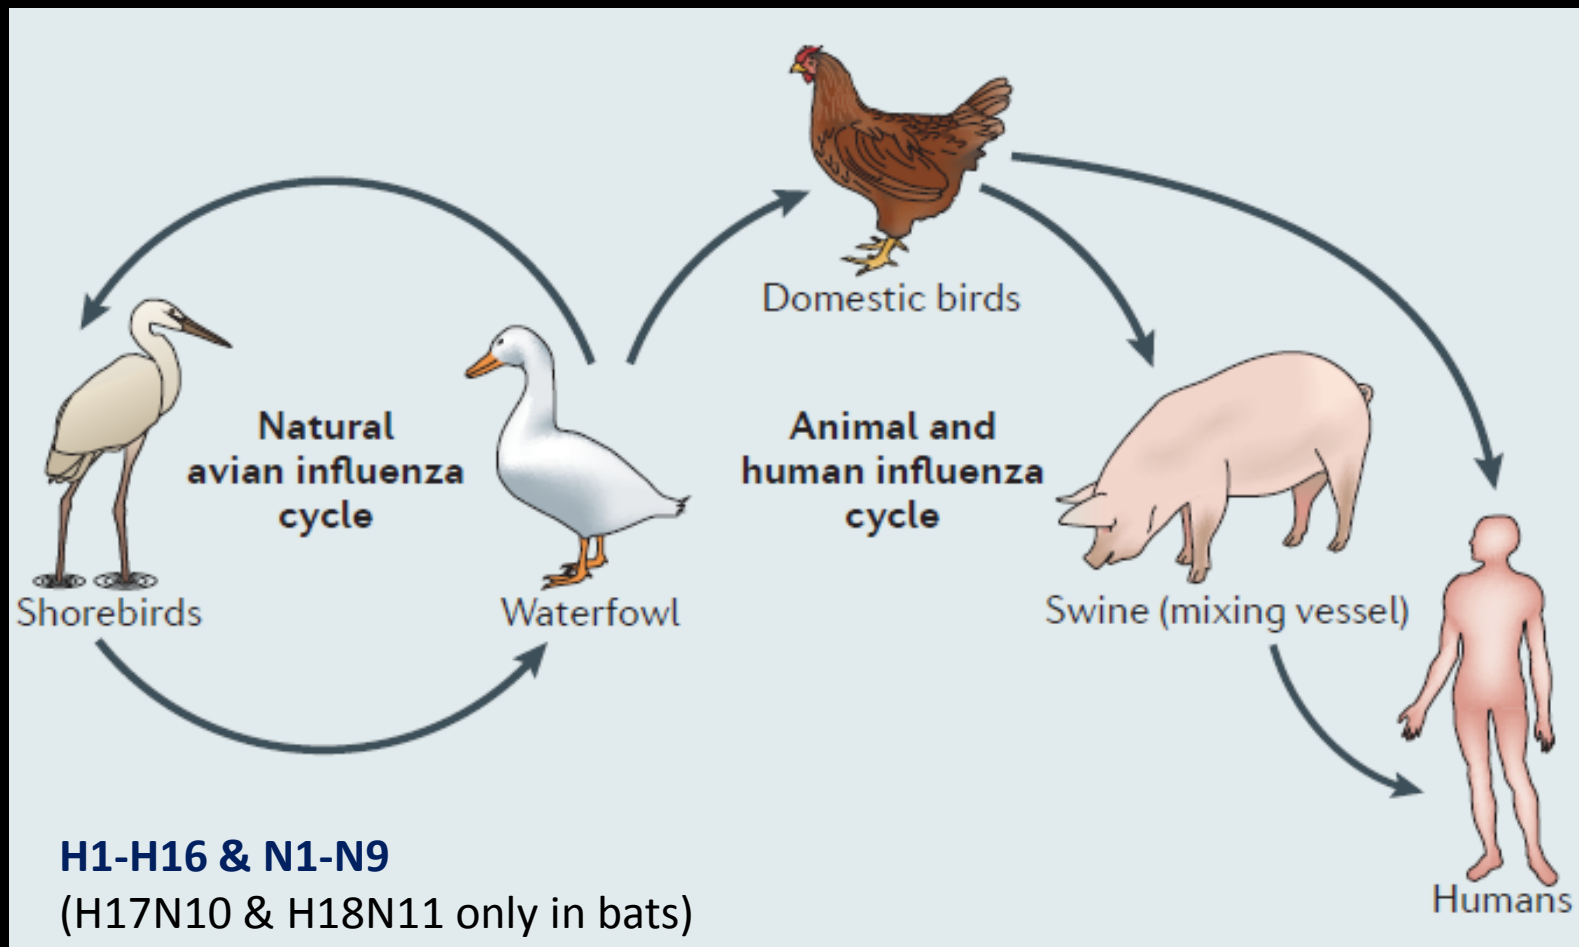 Domestic birds
Natural
avian influenza
cycle
Animal and
human influenza
cycle
Shorebirds
Waterfowl
Swine (mixing vessel)
H1-H16 & N1-N9
(H17N10 & H18N11 only in bats)
Humans